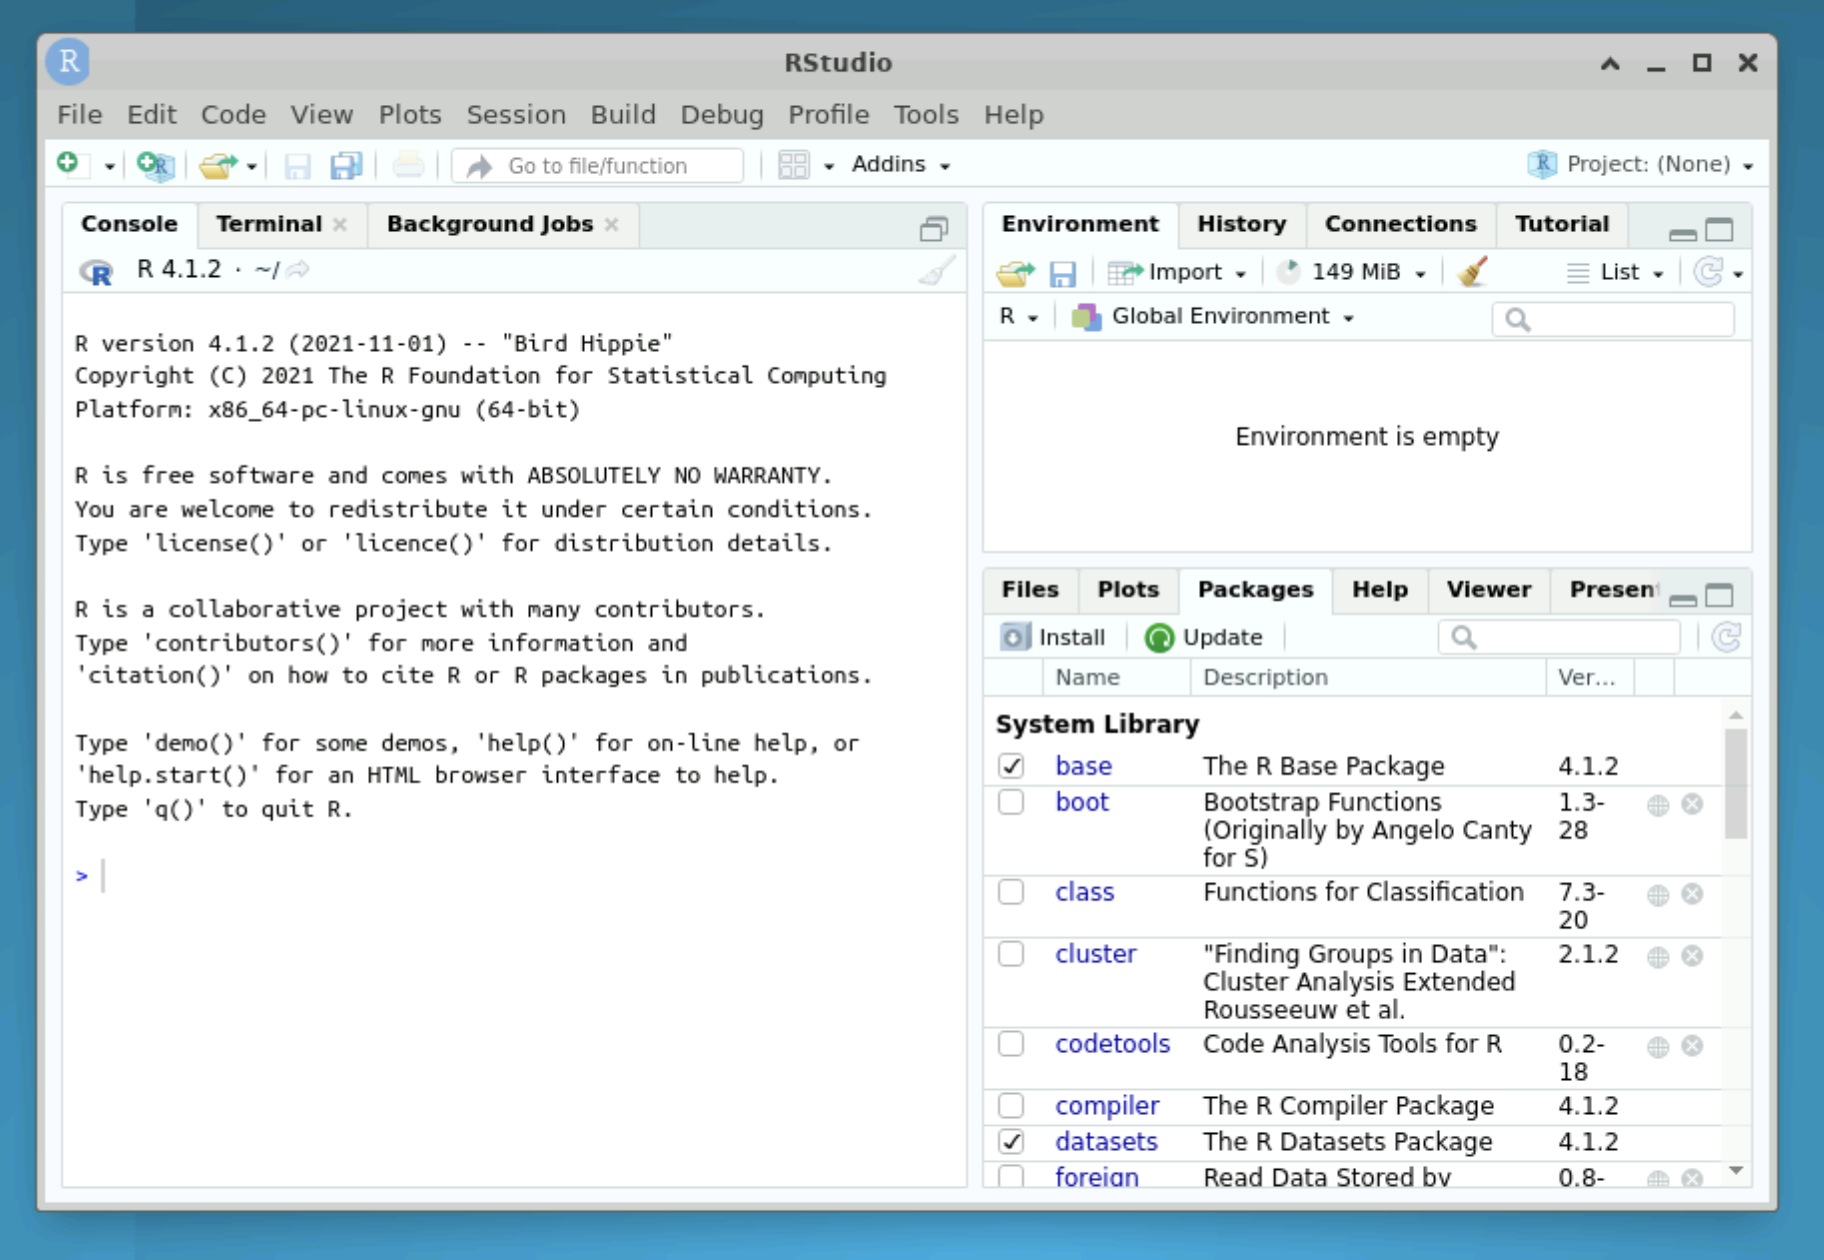 R RStudio
File Edit Code View Plots Session Build Debug Profile Tools Help
Go to file/function Addins R Project: (None)
Console Terminal Background Jobs
R R 4.1.2 · ~/
R version 4.1.2 (2021-11-01) -- "Bird Hippie"
Copyright (C) 2021 The R Foundation for Statistical Computing
Platform: x86_64-pc-linux-gnu (64-bit)
R is free software and comes with ABSOLUTELY NO WARRANTY.
You are welcome to redistribute it under certain conditions.
Type 'license()' or 'licence()' for distribution details.
R is a collaborative project with many contributors.
Type 'contributors()' for more information and
'citation()' on how to cite R or R packages in publications.
Type 'demo()' for some demos, 'help()' for on-line help, or
'help.start()' for an HTML browser interface to help.
Type 'q()' to quit R.
>
Environment History Connections Tutorial
Import 149 MiB List
R Global Environment
Environment is empty
Files Plots Packages Help Viewer Presen
Install Update
Name Description Ver...
System Library
base The R Base Package 4.1.2
boot Bootstrap Functions 1.3-
(Originally by Angelo Canty 28
for S)
class Functions for Classification 7.3-
20
cluster "Finding Groups in Data": 2.1.2
Cluster Analysis Extended
Rousseeuw et al.
codetools Code Analysis Tools for R 0.2-
18
compiler The R Compiler Package 4.1.2
datasets The R Datasets Package 4.1.2
foreign Read Data Stored by 0.8-